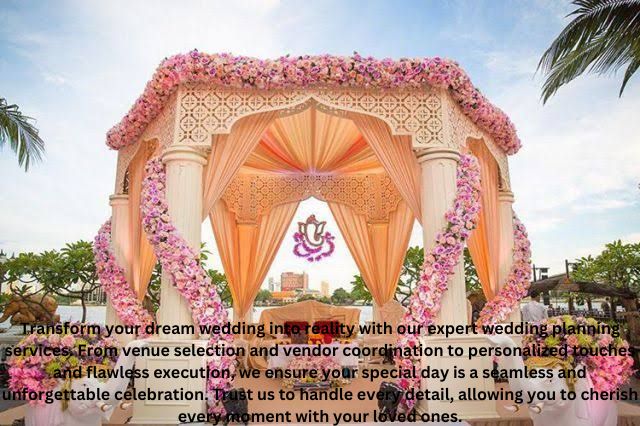 Transform your dream wedding into reality with our expert wedding planning
services. From venue selection and vendor coordination to personalized touches
and flawless execution, we ensure your special day is a seamless and
unforgettable celebration. Trust us to handle every detail, allowing you to cherish
every moment with your loved ones.